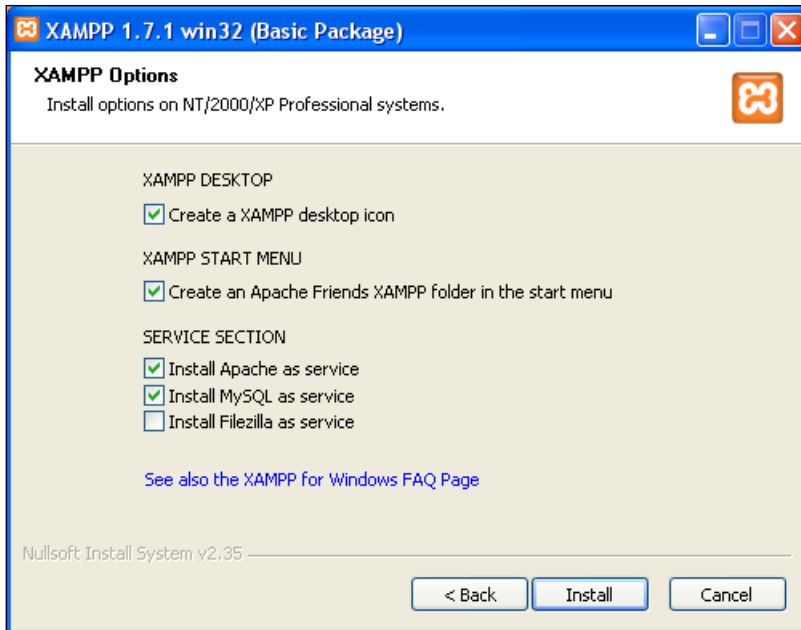 XAMPP 1.7.1 win32 (Basic Package)
XAMPP Options
Install options on NT/2000/XP Professional systems.
XAMPP DESKTOP
Create a XAMPP desktop icon
XAMPP START MENU
Create an Apache Friends XAMPP folder in the start menu
SERVICE SECTION
Install Apache as service
Install MySQL as service
Install Filezilla as service
See also the XAMPP for Windows FAQ Page
Nullsoft Install System v2.35
< Back Install Cancel